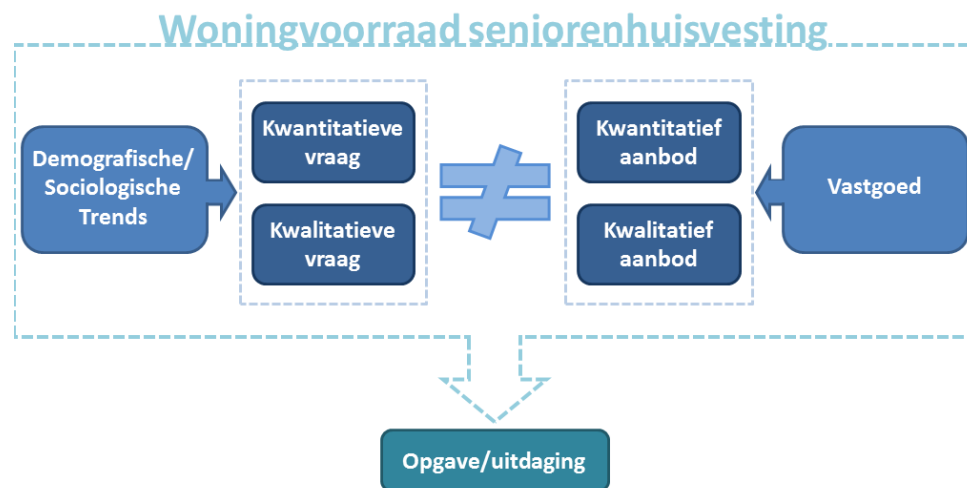 Woningvoorraad seniorenhuisvesting
Demografische/
Sociologische
Trends
Kwantitatieve
vraag
Kwalitatieve
vraag
≠
Kwantitatief
aanbod
Kwalitatief
aanbod
Vastgoed
Opgave/uitdaging